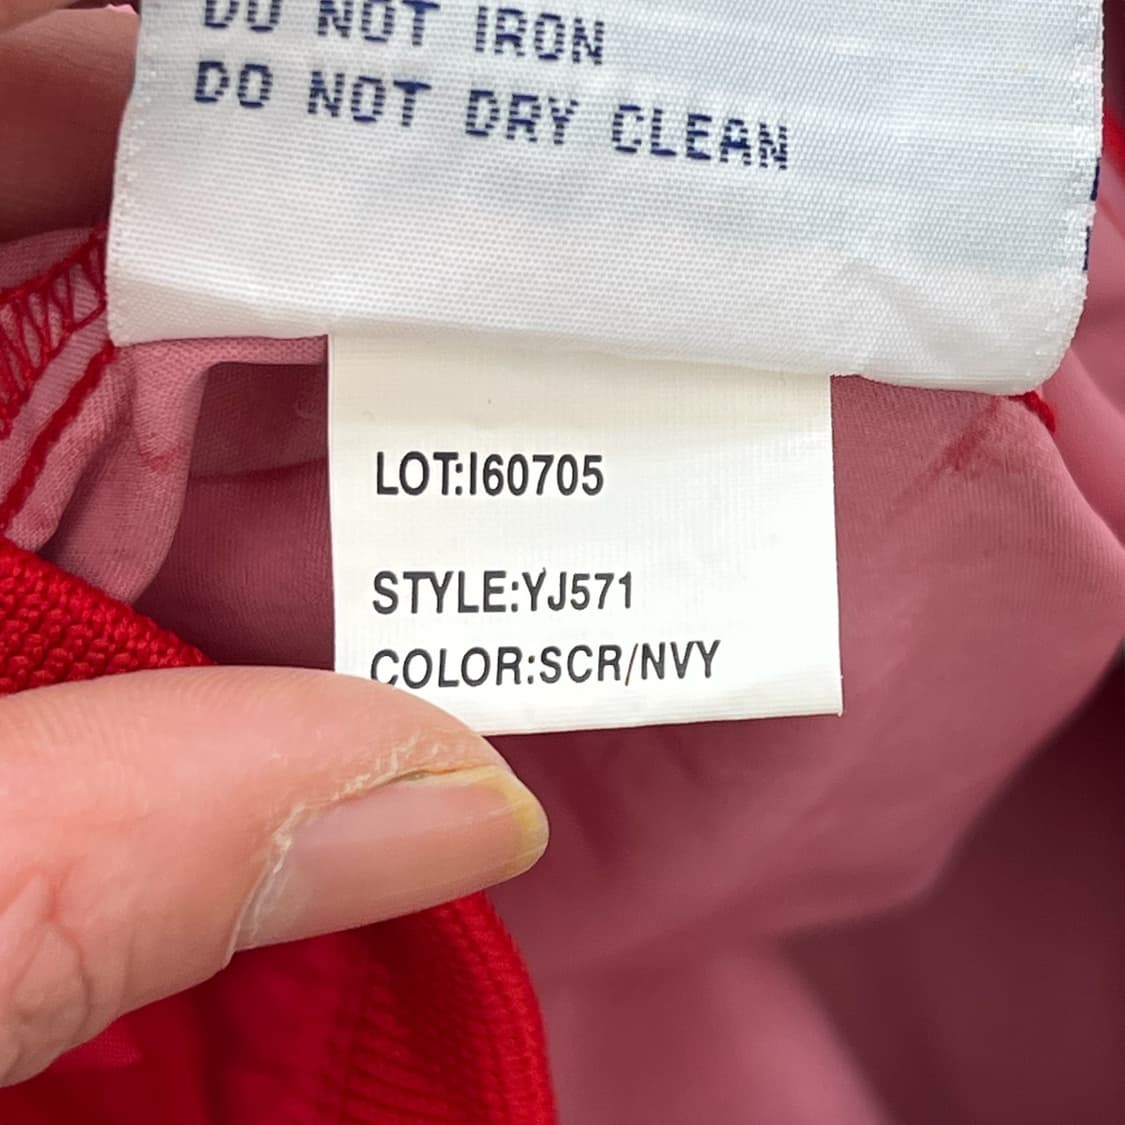 DO NOT IRON
DO NOT DRY CLEAN
LOT:I60705
STYLE:YJ571
COLOR:SCR/NVY